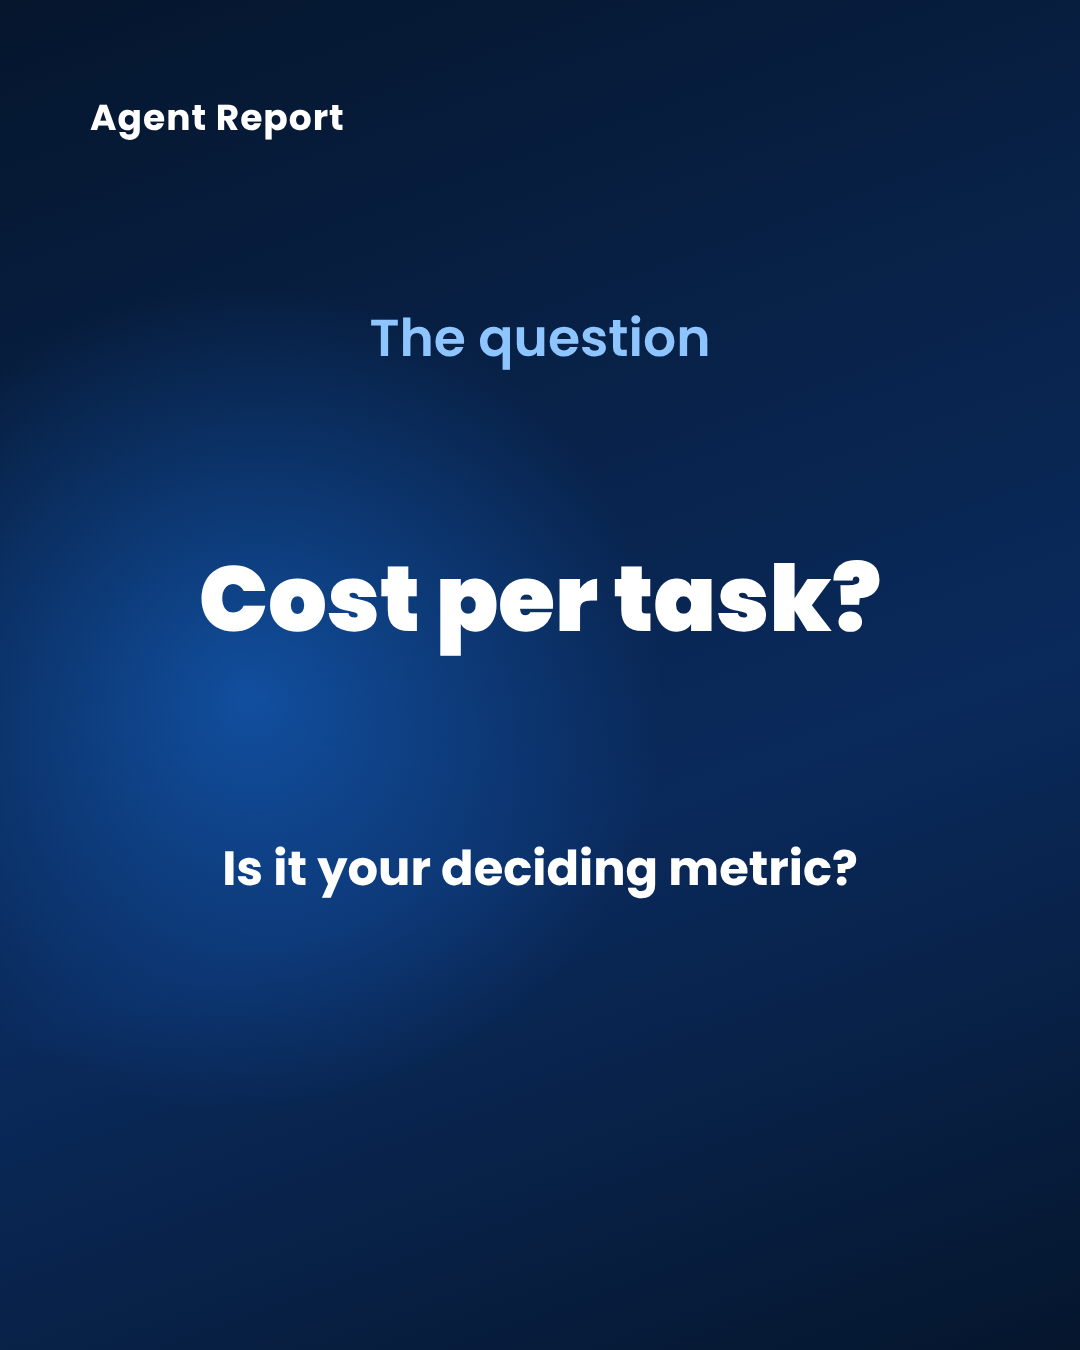 Agent Report
The question
Cost per task?
Is it your deciding metric?